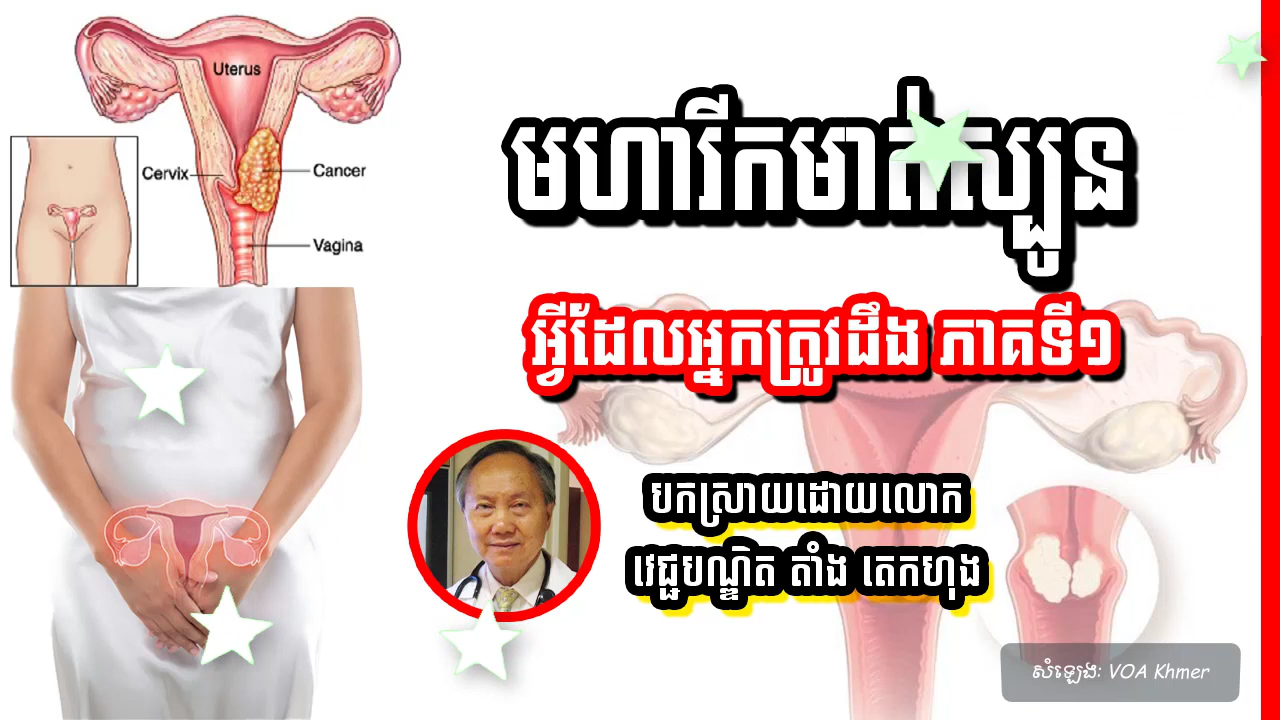 Uterus
Cervix
Cancer
Vagina
មហារីកមាត់ស្បូន
អ្វីដែលអ្នកត្រូវដឹង ភាគទី១
បកស្រាយដោយលោក
វេជ្ជបណ្ឌិត តាំង តេកហុង
សំឡេង: VOA Khmer